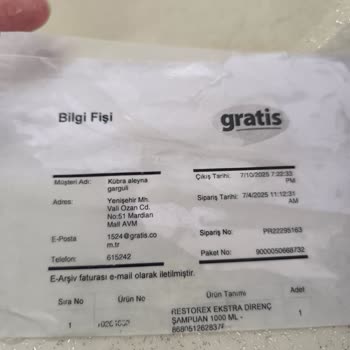 Bilgi Fişi
gratis
Müşteri Adı: Kübra aleyna
garguli
Adres: Yenişehir Mh.
Vali Ozan Cd.
No:51 Mardian
Mall AVM
E-Posta 1524@gratis.co
m.tr
Telefon: 615242
Çıkış Tarihi: 7/10/2025 7:22:33
PM
Sipariş Tarihi: 7/4/2025 11:12:31
AM
Sipariş No: PR22295163
Paket No: 9000050668732
E-Arşiv faturası e-mail olarak iletilmiştir.
Sıra No Ürün No Ürün Tanımı Adet
1 RESTOREX EKSTRA DİRENÇ 1
ŞAMPUAN 1000 ML -